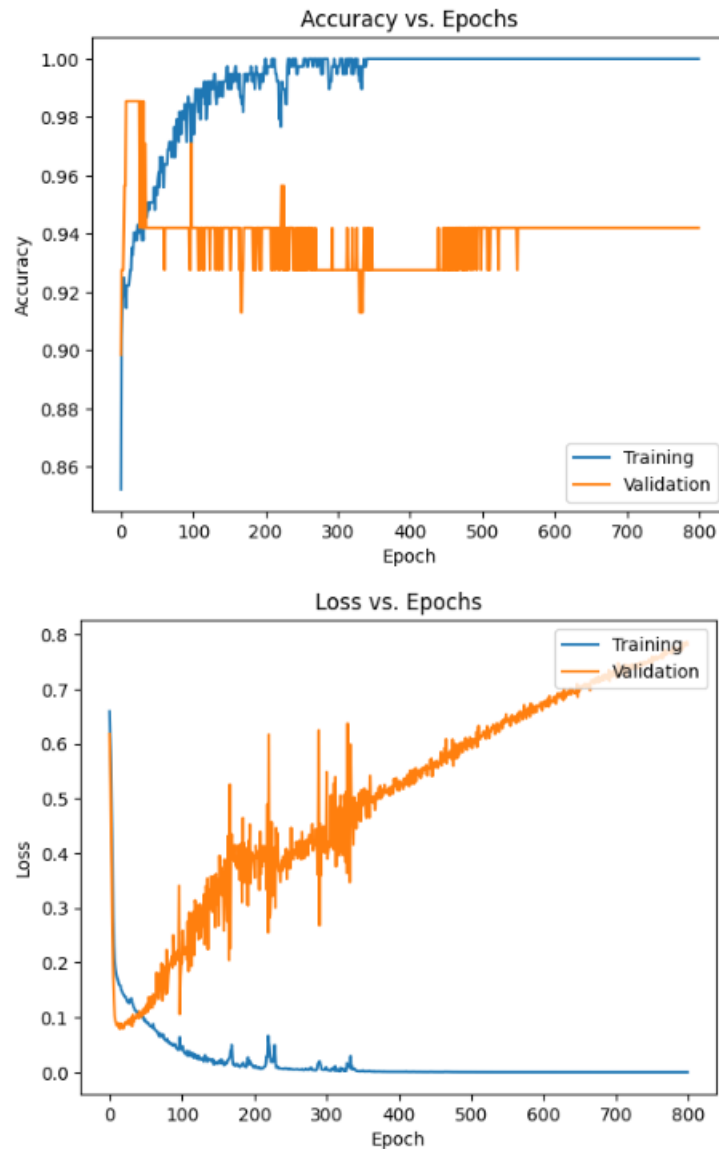 Accuracy vs. Epochs
1.00
0.98
0.96
0.94
0.92
0.90
0.88
0.86
Accuracy
Training
Validation
0 100 200 300 400 500 600 700 800
Epoch
Loss vs. Epochs
0.8
0.7
0.6
0.5
0.4
0.3
0.2
0.1
0.0
Loss
Training
Validation
0 100 200 300 400 500 600 700 800
Epoch